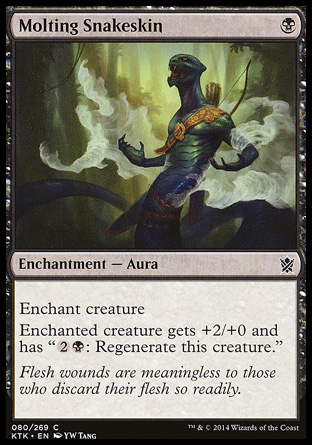 Molting Snakeskin
Enchantment — Aura
Enchant creature
Enchanted creature gets +2/+0 and
has “2: Regenerate this creature.”
Flesh wounds are meaningless to those
who discard their flesh so readily.
080/269 C
KTK • EN YW TANG
™ & © 2014 Wizards of the Coast